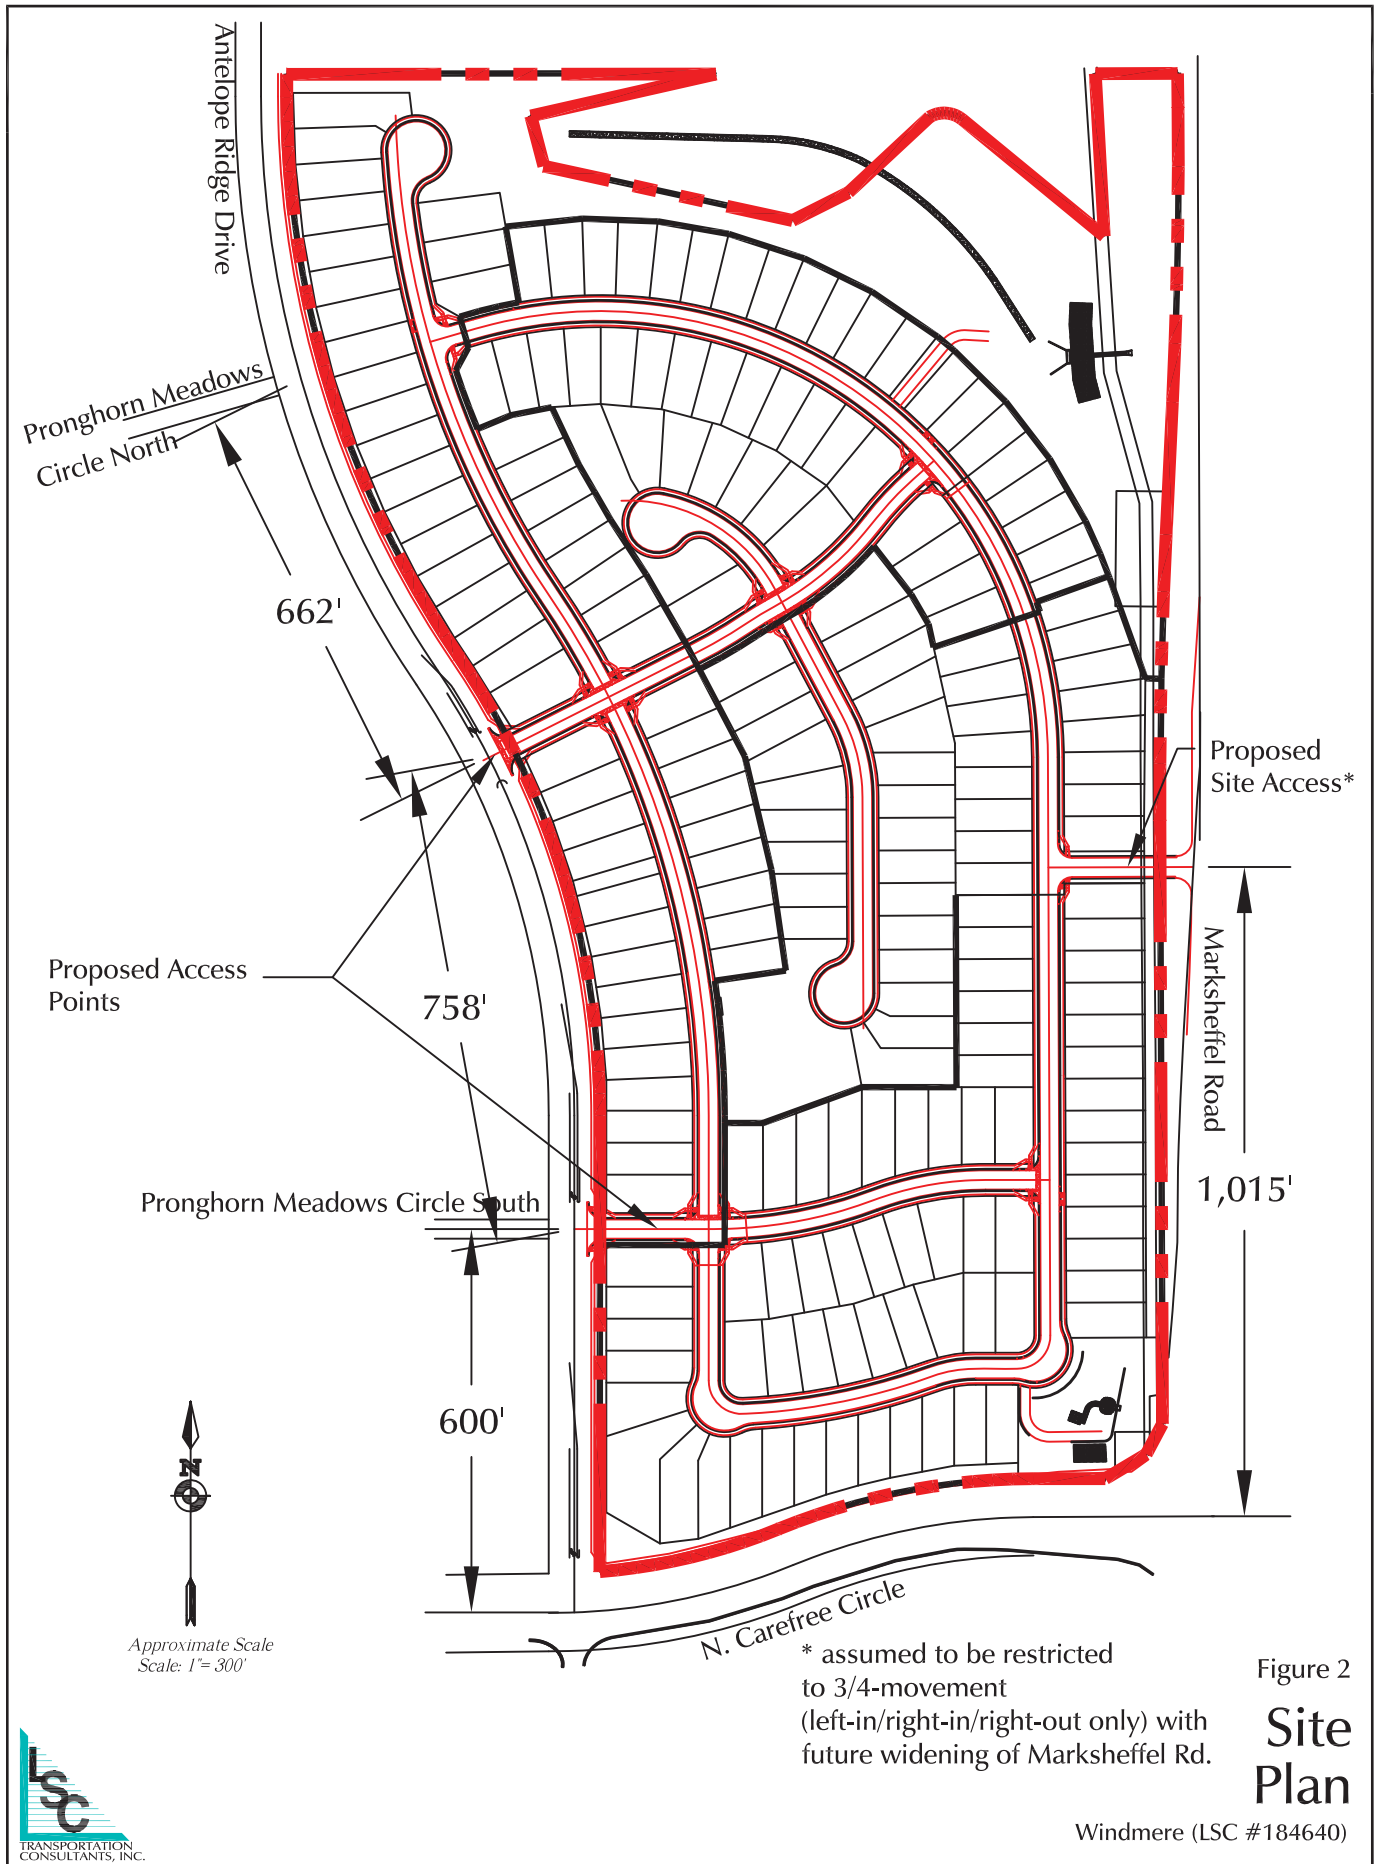 Antelope Ridge Drive
Pronghorn Meadows
Circle North
662'
Proposed
Site Access*
Proposed Access
Points
758'
Marksheffel Road
Pronghorn Meadows Circle South
1,015'
600'
N
Approximate Scale
Scale: 1"= 300'
N. Carefree Circle
* assumed to be restricted
to 3/4-movement
(left-in/right-in/right-out only) with
future widening of Marksheffel Rd.
Figure 2
Site
Plan
Windmere (LSC #184640)
LSC
TRANSPORTATION
CONSULTANTS, INC.